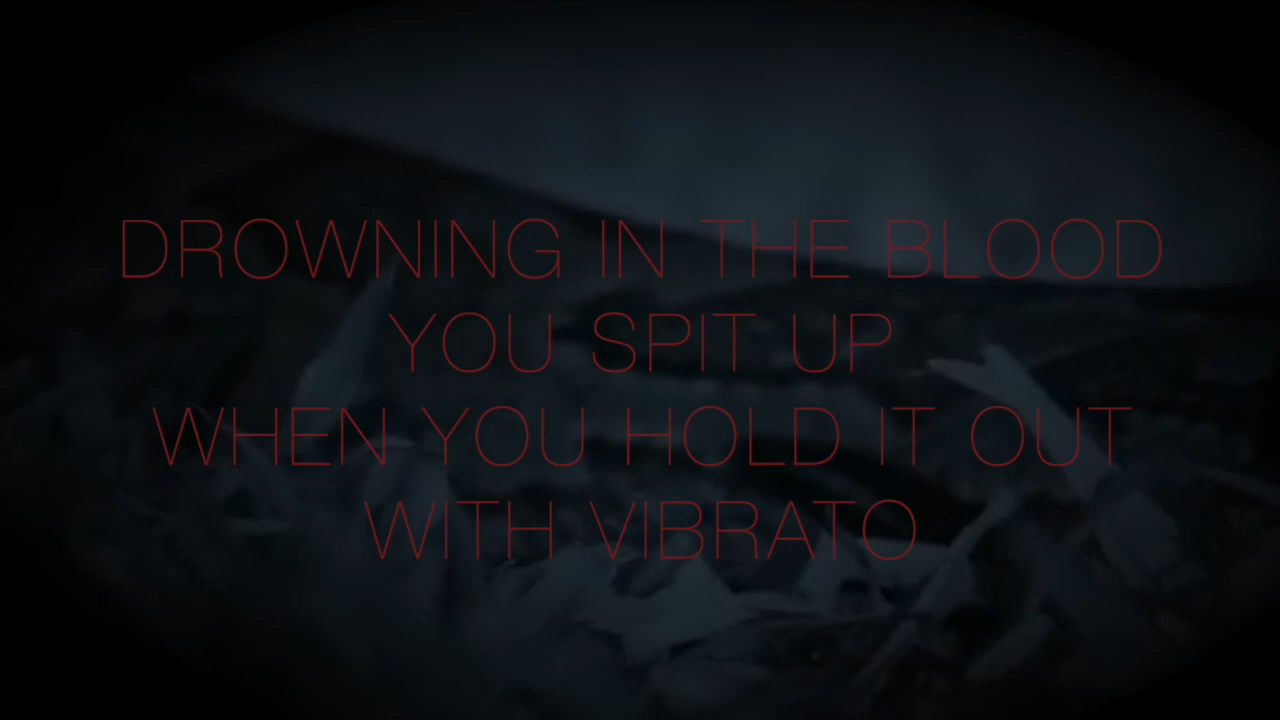 DROWNING IN THE BLOOD
YOU SPIT UP
WHEN YOU HOLD IT OUT
WITH VIBRATO